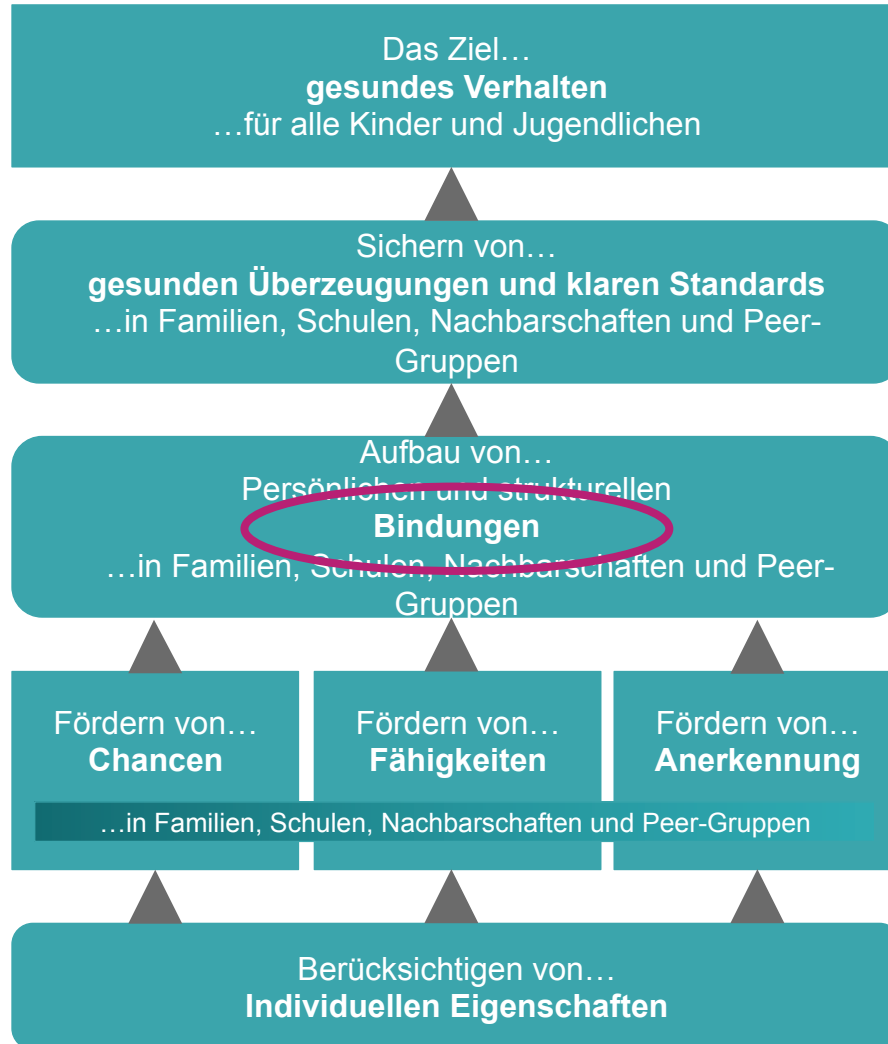 Das Ziel…
gesundes Verhalten
…für alle Kinder und Jugendlichen
Sichern von…
gesunden Überzeugungen und klaren Standards
…in Familien, Schulen, Nachbarschaften und Peer-
Gruppen
Aufbau von…
Persönlichen und strukturellen
Bindungen
…in Familien, Schulen, Nachbarschaften und Peer-
Gruppen
Fördern von…
Chancen
Fördern von…
Fähigkeiten
Fördern von…
Anerkennung
…in Familien, Schulen, Nachbarschaften und Peer-Gruppen
Berücksichtigen von…
Individuellen Eigenschaften